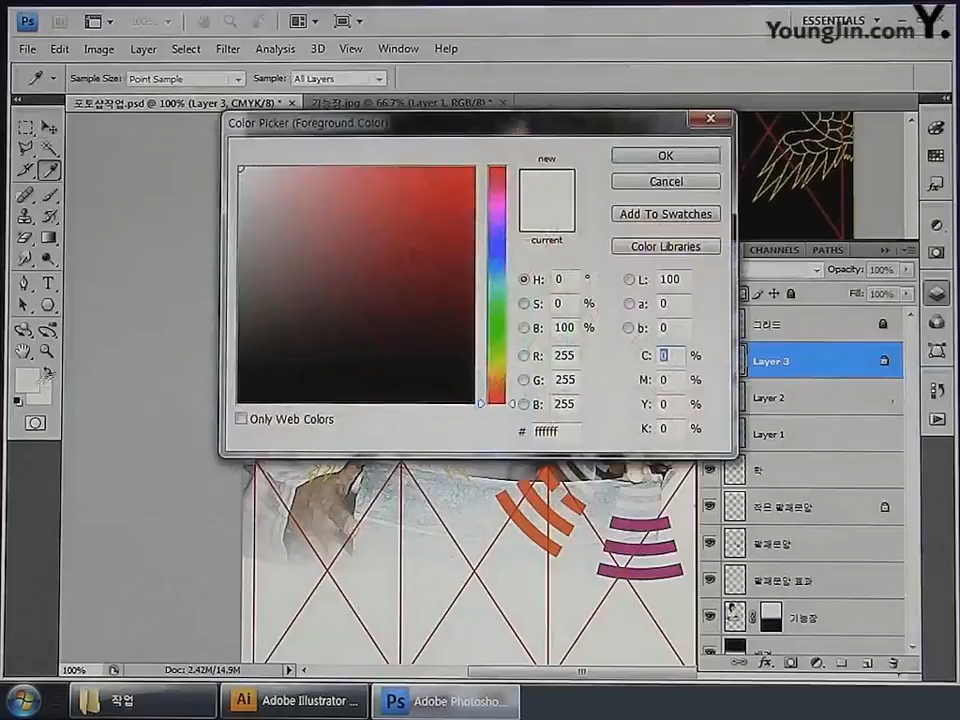 Ps 100% ESSENTIALS
YoungJin.com Y.
File Edit Image Layer Select Filter Analysis 3D View Window Help
Sample Size: Point Sample Sample: All Layers
포토샵작업.psd @ 100% (Layer 3, CMYK/8) * 기능장.jpg @ 66.7% (Layer 1, RGB/8) *
Color Picker (Foreground Color)
new
current
OK
Cancel
Add To Swatches
Color Libraries
H: 0 °
S: 0 %
B: 100 %
R: 255
G: 255
B: 255
# ffffff
L: 100
a: 0
b: 0
C: 0 %
M: 0 %
Y: 0 %
K: 0 %
Only Web Colors
CHANNELS PATHS
Opacity: 100%
Fill: 100%
그리드
Layer 3
Layer 2
Layer 1
학
작은 팔괘모양
팔괘모양
팔괘모양 효과
기능장
100% Doc: 2.42M/14.9M
작업 Ai Adobe Illustrator ... Ps Adobe Photosho...